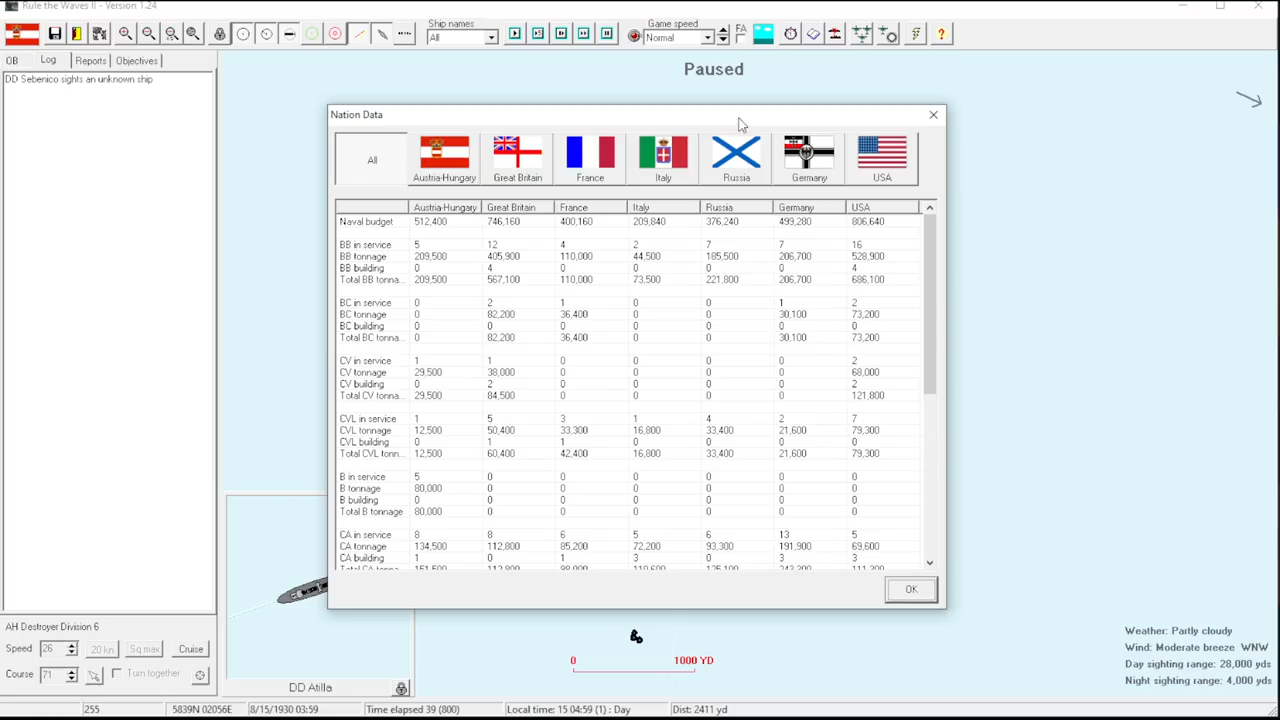 Rule the Waves II - Version 1.24
Ship names
All
Game speed
Normal
FA
OB Log Reports Objectives
DD Sebenico sights an unknown ship
Paused
Nation Data
All Austria-Hungary Great Britain France Italy Russia Germany USA
Austria-Hungary Great Britain France Italy Russia Germany USA
Naval budget 512,400 746,160 400,160 209,840 376,240 499,280 806,640
BB in service 5 12 4 2 7 7 16
BB tonnage 209,500 405,900 110,000 44,500 185,500 206,700 528,900
BB building 0 4 0 0 0 0 4
Total BB tonna... 209,500 567,100 110,000 73,500 221,800 206,700 686,100
BC in service 0 2 1 0 0 1 2
BC tonnage 0 82,200 36,400 0 0 30,100 73,200
BC building 0 0 0 0 0 0 0
Total BC tonna... 0 82,200 36,400 0 0 30,100 73,200
CV in service 1 1 0 0 0 0 2
CV tonnage 29,500 38,000 0 0 0 0 68,000
CV building 0 2 0 0 0 0 2
Total CV tonna... 29,500 84,500 0 0 0 0 121,800
CVL in service 1 5 3 1 4 2 7
CVL tonnage 12,500 50,400 33,300 16,800 33,400 21,600 79,300
CVL building 0 1 1 0 0 0 0
Total CVL tonn... 12,500 60,400 42,400 16,800 33,400 21,600 79,300
B in service 5 0 0 0 0 0 0
B tonnage 80,000 0 0 0 0 0 0
B building 0 0 0 0 0 0 0
Total B tonnage 80,000 0 0 0 0 0 0
CA in service 8 8 6 5 6 13 5
CA tonnage 134,500 112,800 85,200 72,200 93,300 191,900 69,600
CA building 1 0 1 3 0 3 3
OK
AH Destroyer Division 6
Speed 26 20 kn Sq max Cruise
Course 71 Turn together
DD Atilla
0 1000 YD
Weather: Partly cloudy
Wind: Moderate breeze WNW
Day sighting range: 28,000 yds
Night sighting range: 4,000 yds
255 5839N 02056E 8/15/1930 03:59 Time elapsed 39 (800) Local time: 15 04:59 (1) : Day Dist: 2411 yd